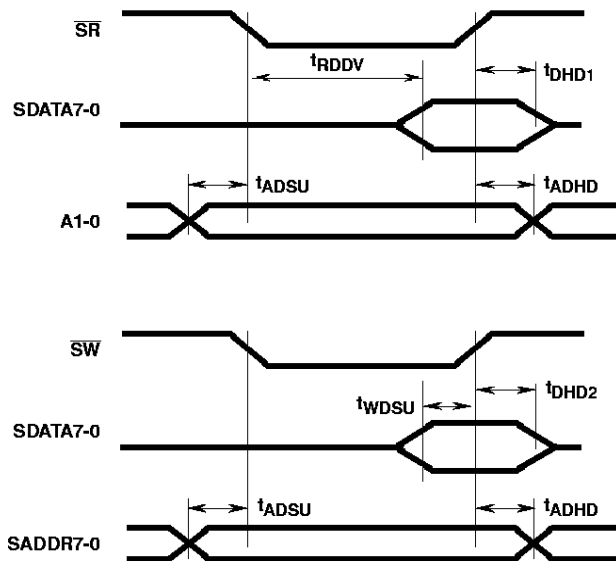 SR
tRDDV
tDHD1
SDATA7-0
tADSU
tADHD
A1-0
SW
tDHD2
tWDSU
SDATA7-0
tADSU
tADHD
SADDR7-0